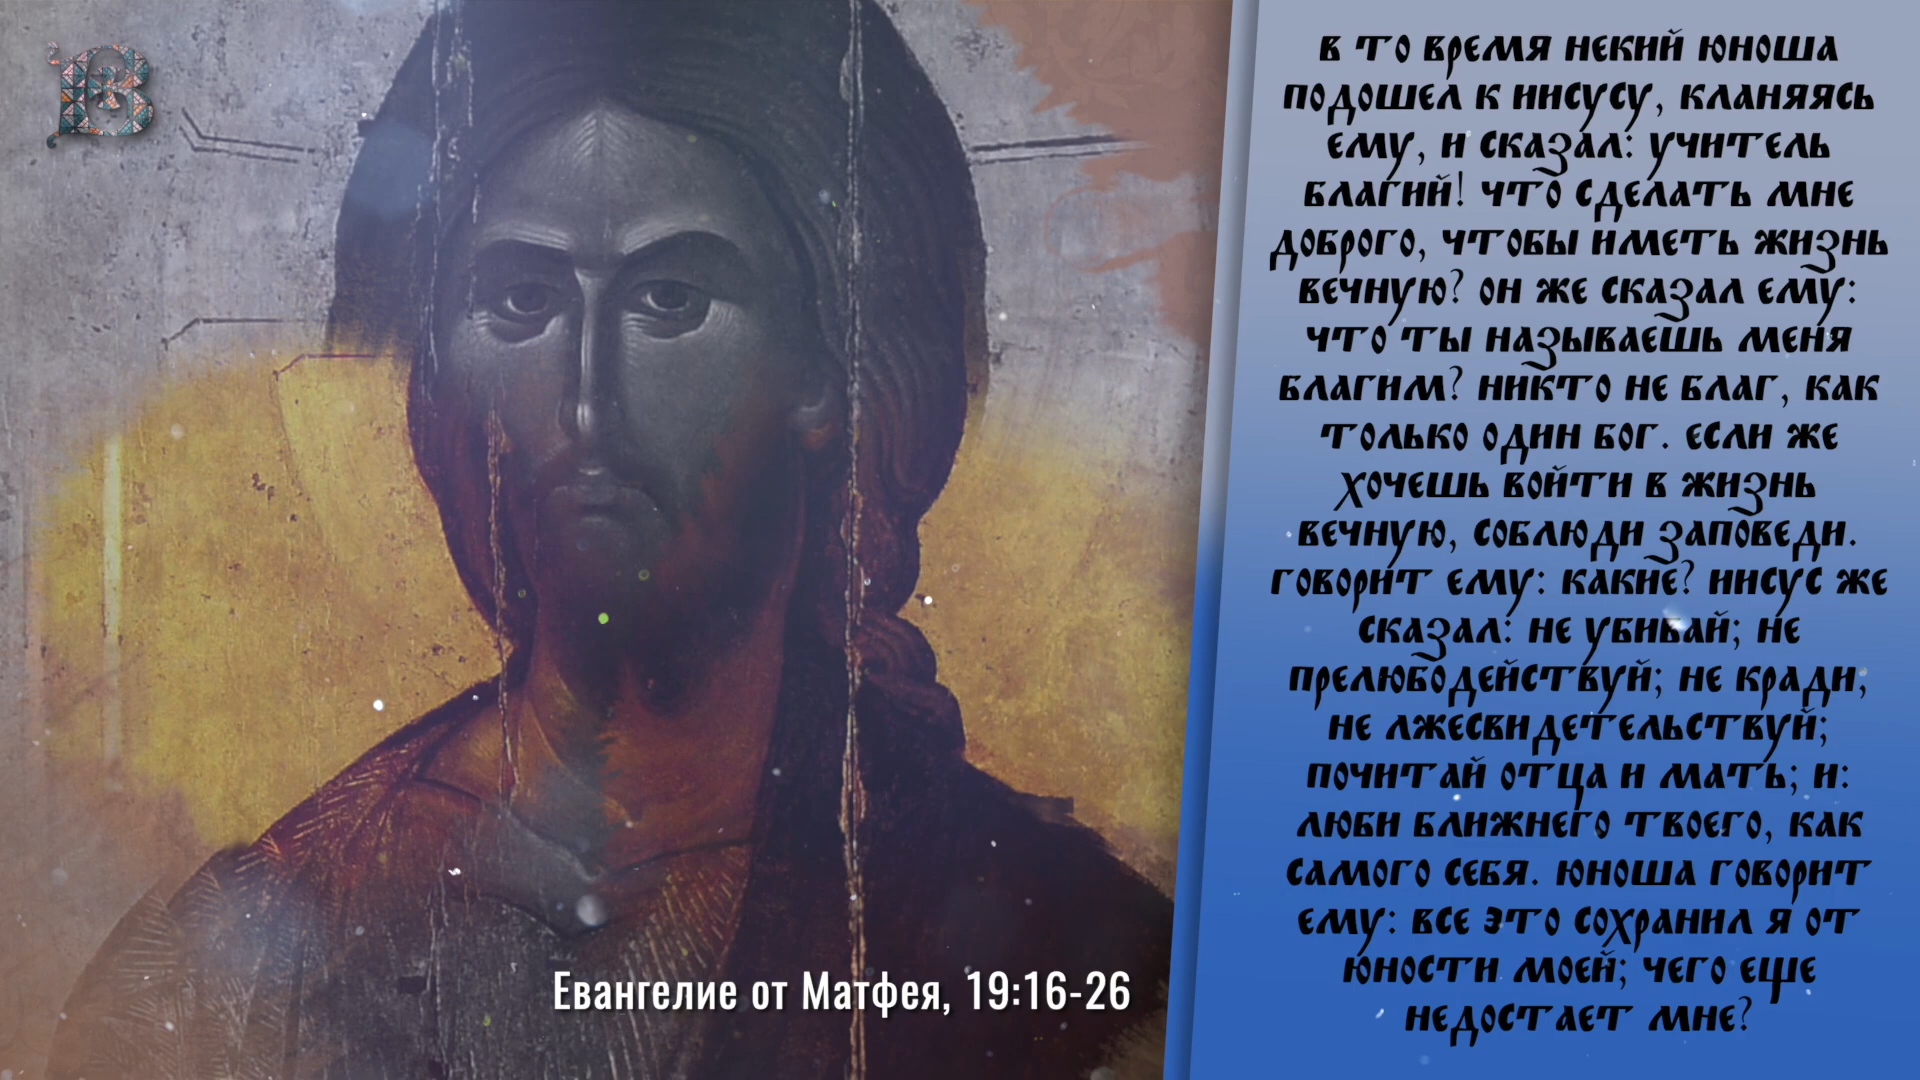 В
в то время некий юноша
подошел к иисусу, кланяясь
ему, и сказал: учитель
благий! что сделать мне
доброго, чтобы иметь жизнь
вечную? он же сказал ему:
что ты называешь меня
благим? никто не благ, как
только один бог. если же
хочешь войти в жизнь
вечную, соблюди заповеди.
говорит ему: какие? иисус же
сказал: не убивай; не
прелюбодействуй; не кради;
не лжесвидетельствуй;
почитай отца и мать; и:
люби ближнего твоего, как
самого себя. юноша говорит
ему: все это сохранил я от
юности моей; чего еще
недостает мне?
Евангелие от Матфея, 19:16-26